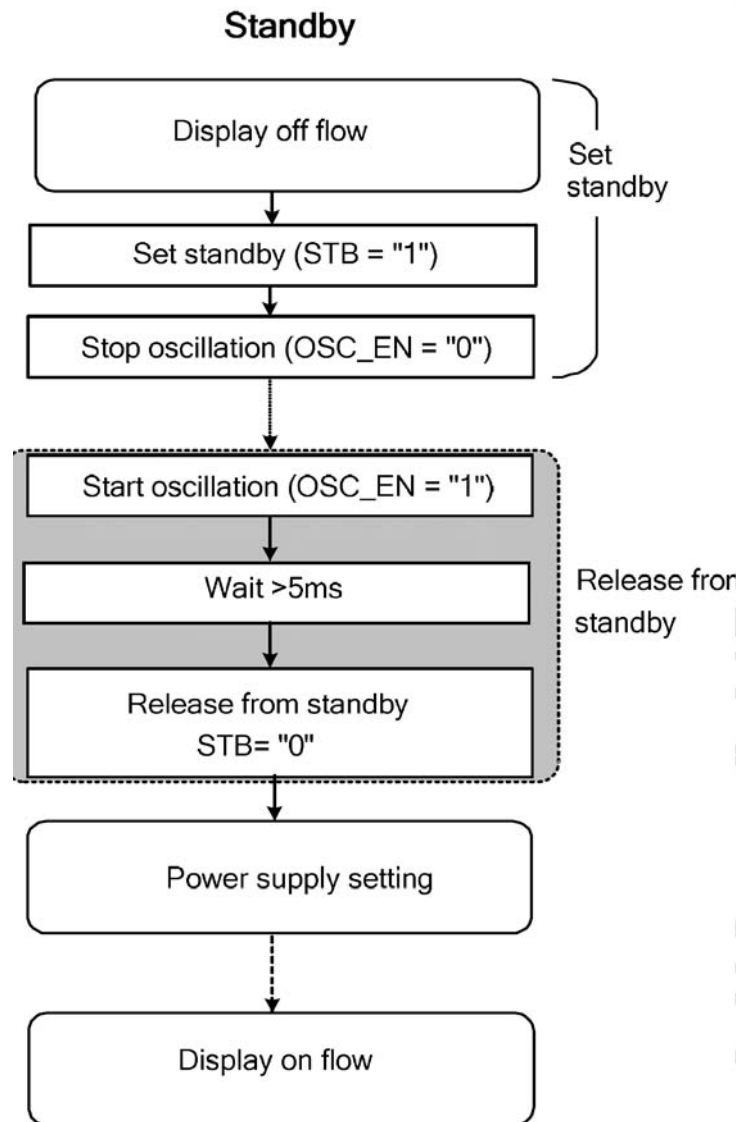 Standby
Display off flow
Set
standby
Set standby (STB = "1")
Stop oscillation (OSC_EN = "0")
Start oscillation (OSC_EN = "1")
Wait >5ms
Release from
standby
Release from standby
STB= "0"
Power supply setting
Display on flow